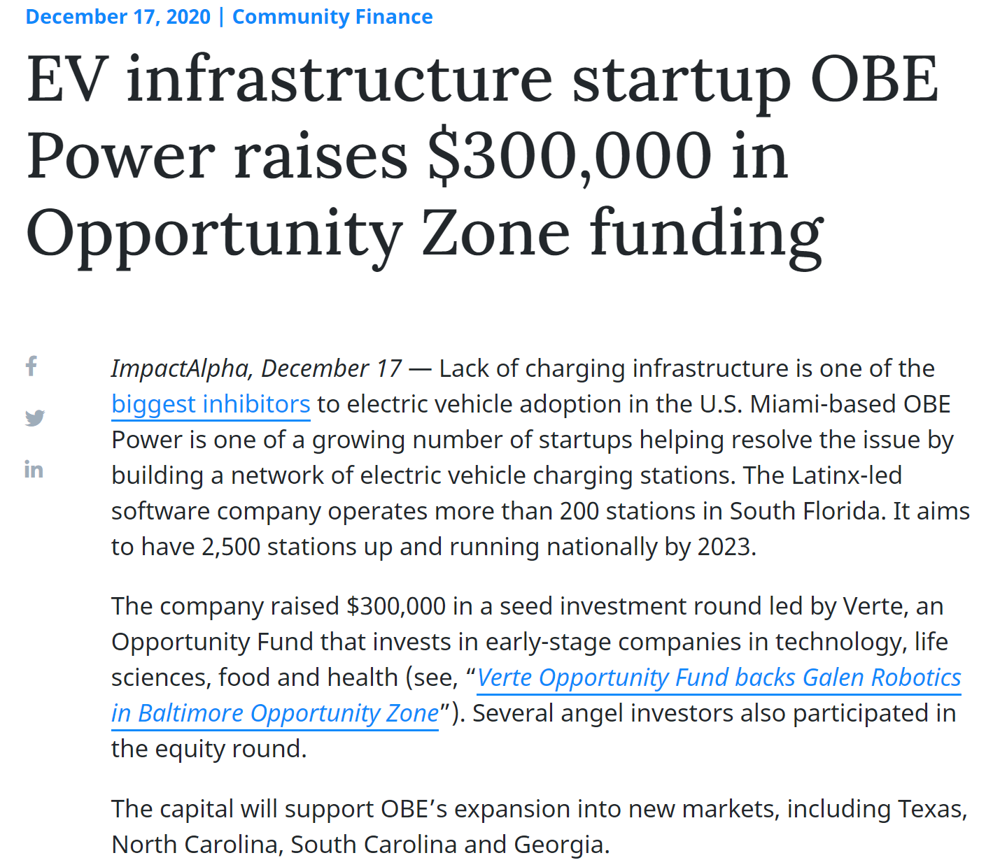 December 17, 2020 | Community Finance
EV infrastructure startup OBE
Power raises $300,000 in
Opportunity Zone funding
ImpactAlpha, December 17 — Lack of charging infrastructure is one of the
biggest inhibitors to electric vehicle adoption in the U.S. Miami-based OBE
Power is one of a growing number of startups helping resolve the issue by
building a network of electric vehicle charging stations. The Latinx-led
software company operates more than 200 stations in South Florida. It aims
to have 2,500 stations up and running nationally by 2023.
The company raised $300,000 in a seed investment round led by Verte, an
Opportunity Fund that invests in early-stage companies in technology, life
sciences, food and health (see, “Verte Opportunity Fund backs Galen Robotics
in Baltimore Opportunity Zone”). Several angel investors also participated in
the equity round.
The capital will support OBE’s expansion into new markets, including Texas,
North Carolina, South Carolina and Georgia.